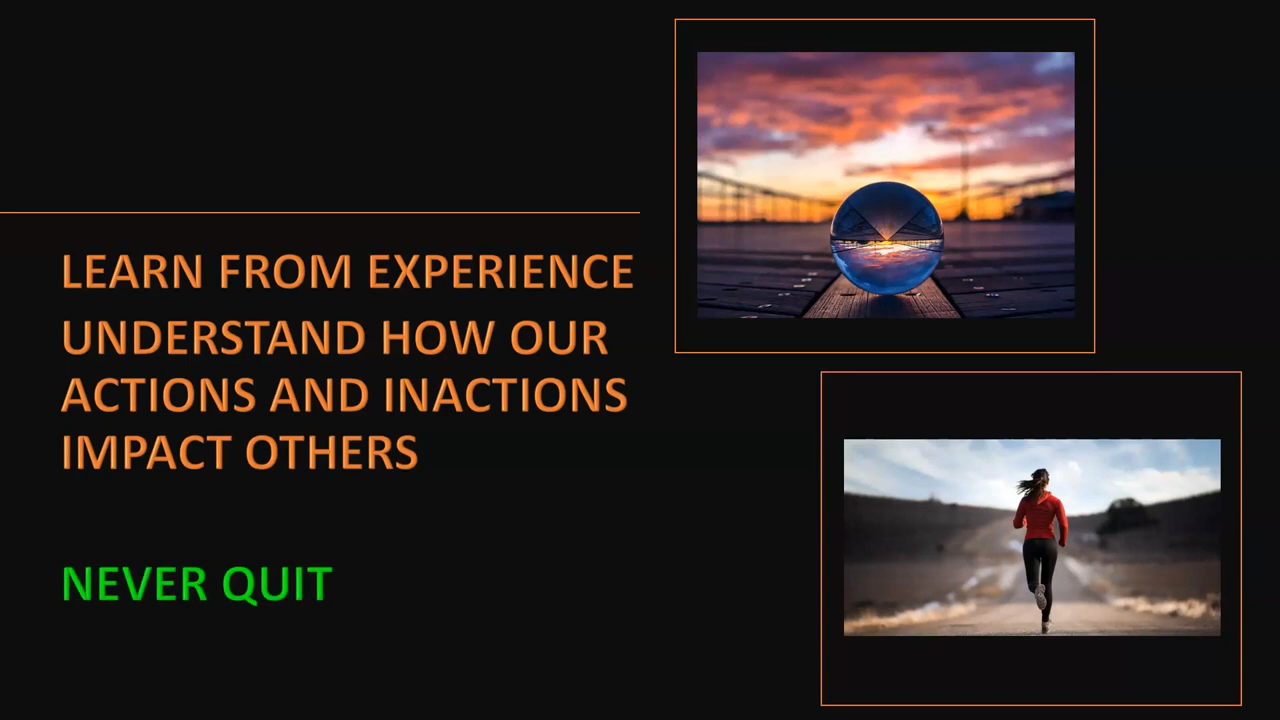 LEARN FROM EXPERIENCE
UNDERSTAND HOW OUR
ACTIONS AND INACTIONS
IMPACT OTHERS
NEVER QUIT